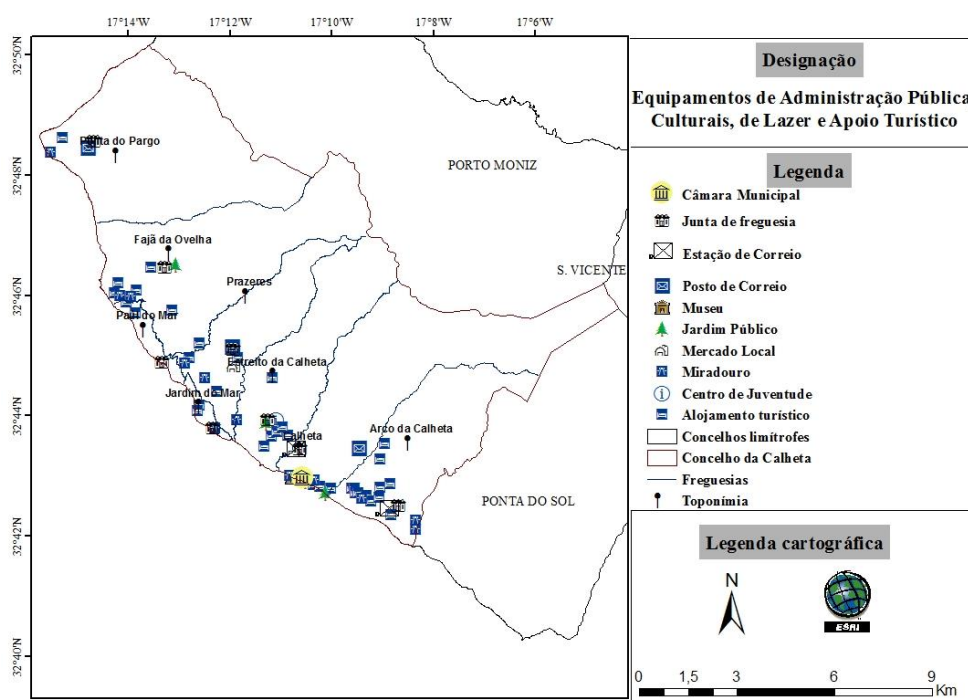 17°14'W 17°12'W 17°10'W 17°8'W 17°6'W
32°50'N
32°48'N
32°46'N
32°44'N
32°42'N
32°40'N
Ponta do Pargo
PORTO MONIZ
Fajã da Ovelha
S. VICENTE
Prazeres
Paul do Mar
Estreito da Calheta
Jardim do Mar
Calheta
Arco da Calheta
PONTA DO SOL
Designação
Equipamentos de Administração Pública
Culturais, de Lazer e Apoio Turístico
Legenda
Câmara Municipal
Junta de freguesia
Estação de Correio
Posto de Correio
Museu
Jardim Público
Mercado Local
Miradouro
Centro de Juventude
Alojamento turístico
Concelhos limítrofes
Concelho da Calheta
Freguesias
Toponímia
Legenda cartográfica
N
ESRI
0 1,5 3 6 9
Km